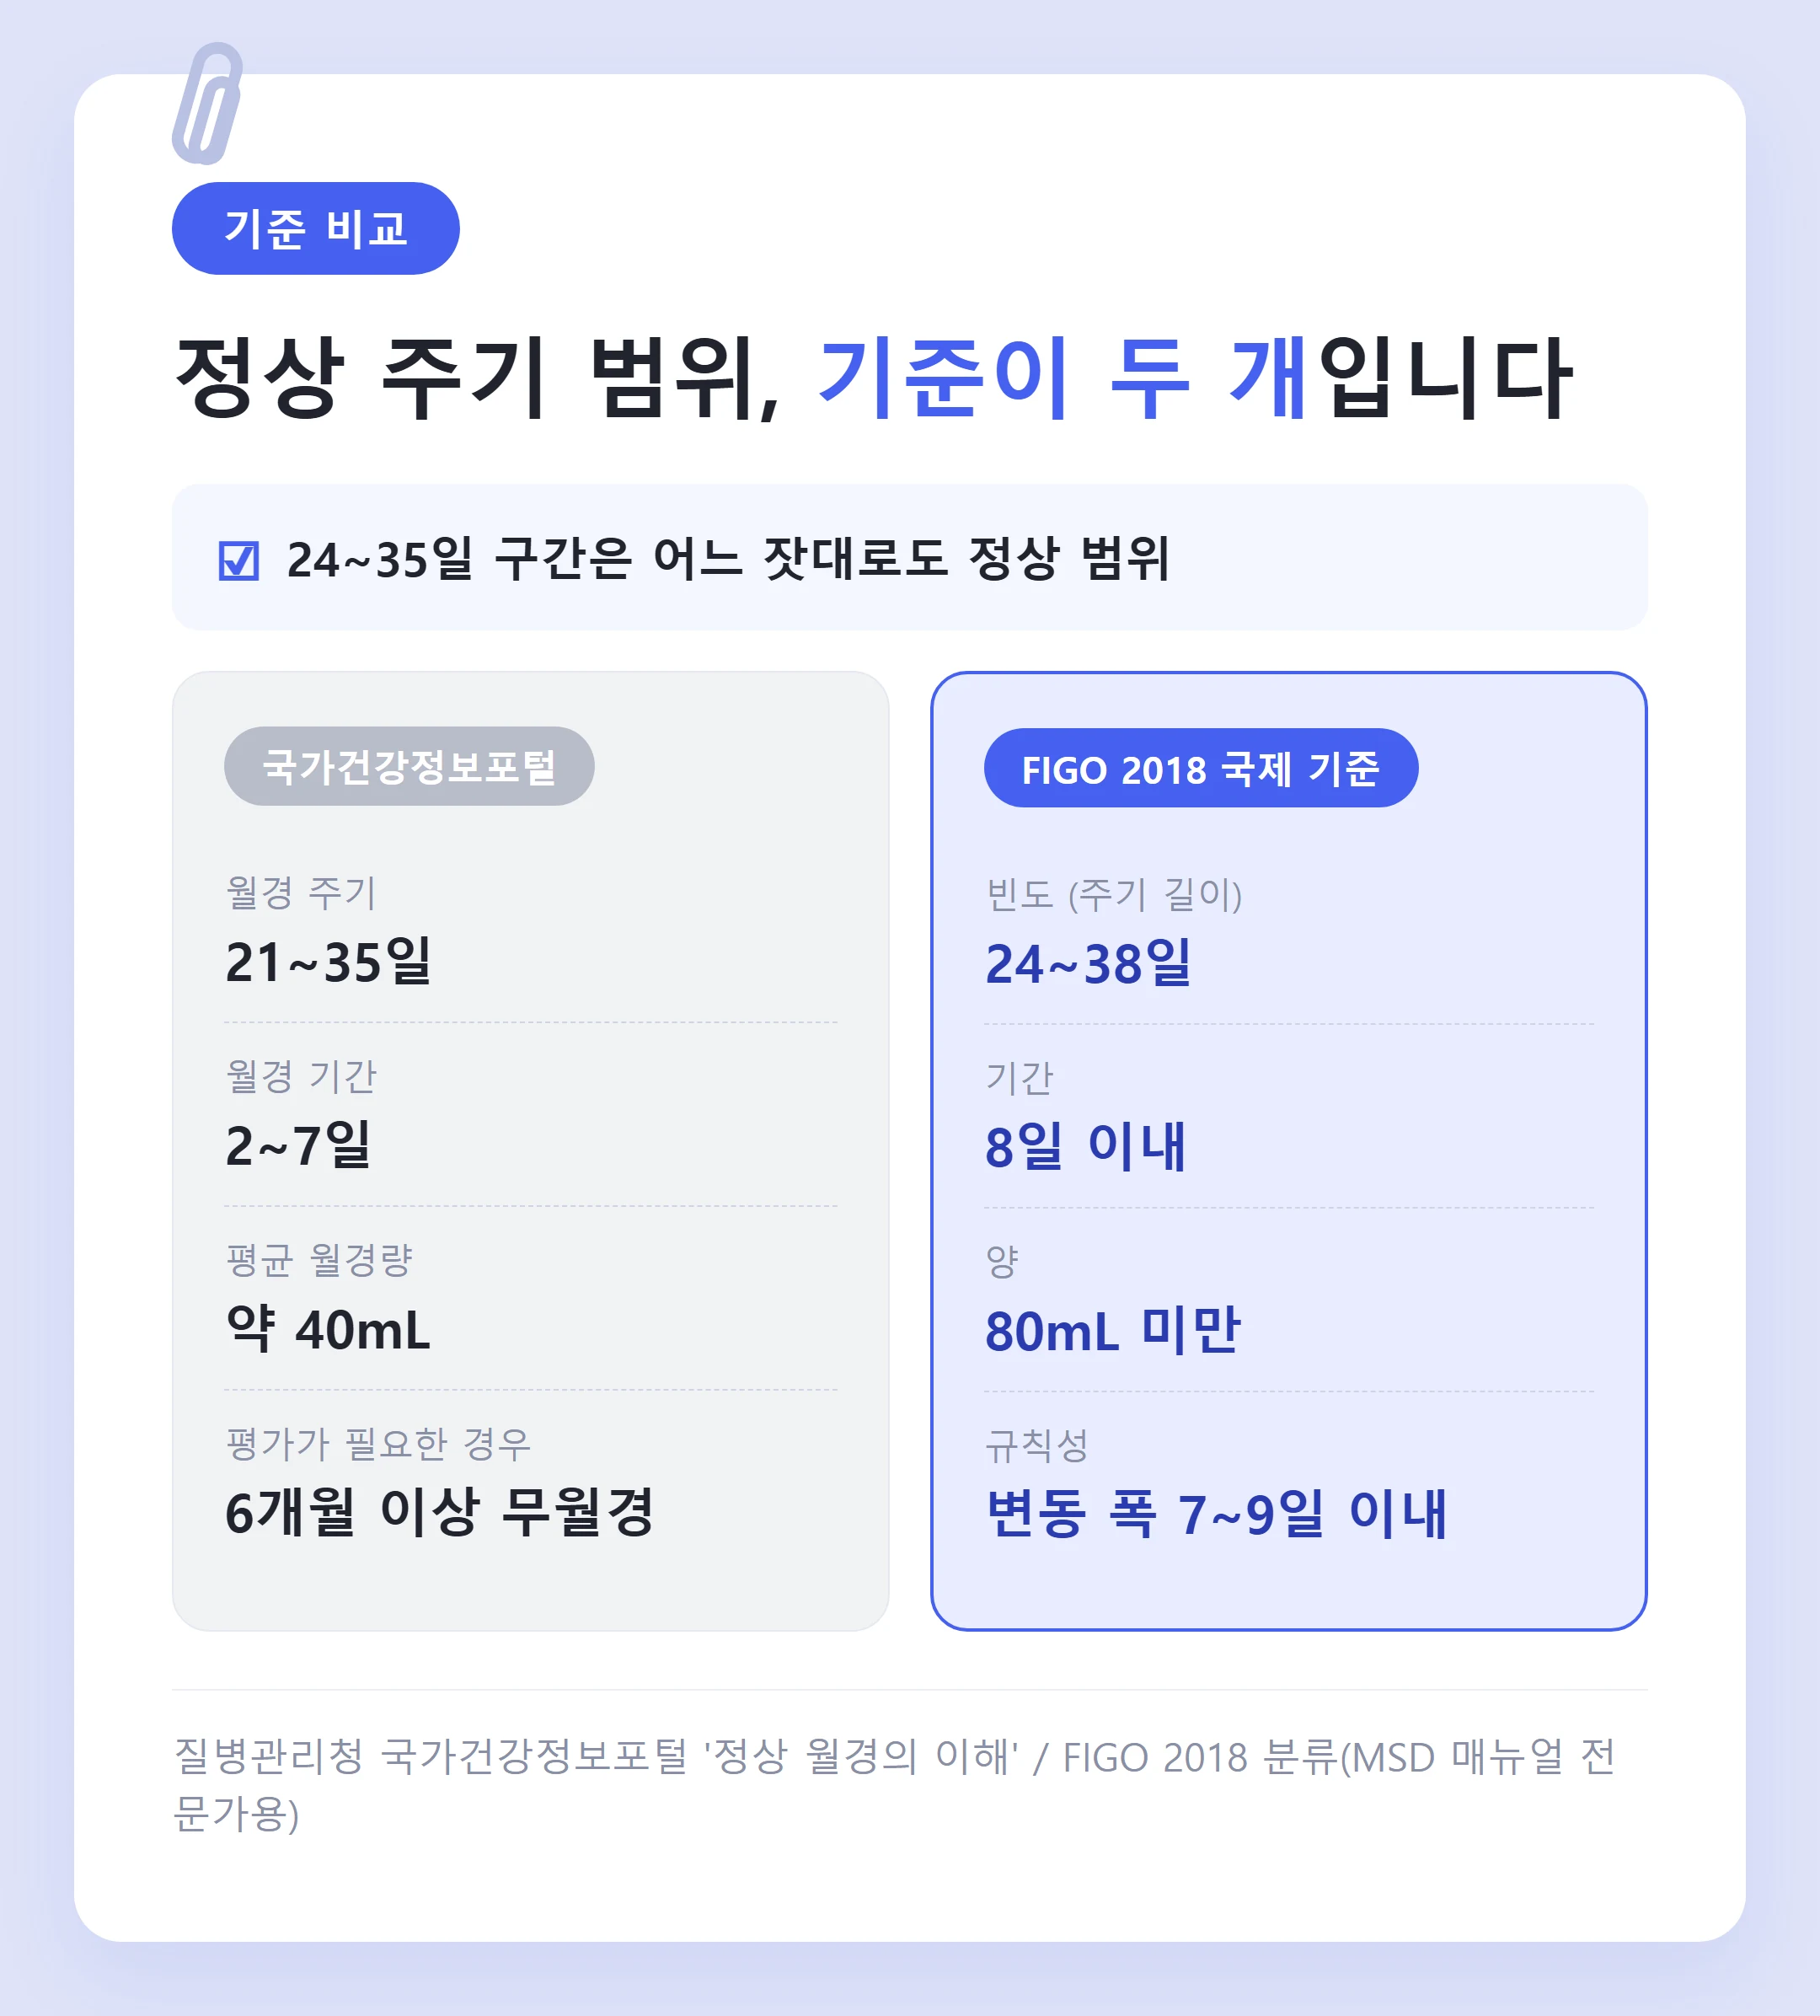 기준 비교
정상 주기 범위, 기준이 두 개입니다
24~35일 구간은 어느 잣대로도 정상 범위
국가건강정보포털
월경 주기
21~35일
월경 기간
2~7일
평균 월경량
약 40mL
평가가 필요한 경우
6개월 이상 무월경
FIGO 2018 국제 기준
빈도 (주기 길이)
24~38일
기간
8일 이내
양
80mL 미만
규칙성
변동 폭 7~9일 이내
질병관리청 국가건강정보포털 '정상 월경의 이해' / FIGO 2018 분류(MSD 매뉴얼 전
문가용)